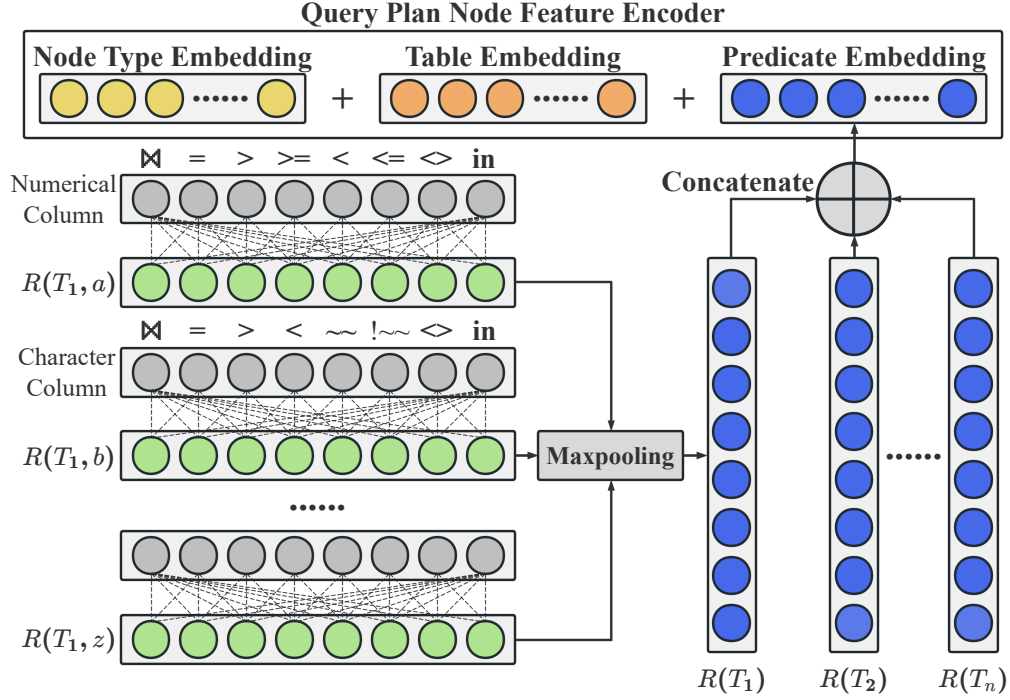 Query Plan Node Feature Encoder
Node Type Embedding
Table Embedding
Predicate Embedding
...... + ...... + ......
⋈ = > >= < <= <> in
Numerical
Column
Concatenate
R(T₁, a)
⋈ = > < ~~ !~~ <> in
Character
Column
R(T₁, b)
Maxpooling
......
......
R(T₁, z)
R(T₁) R(T₂) R(Tₙ)